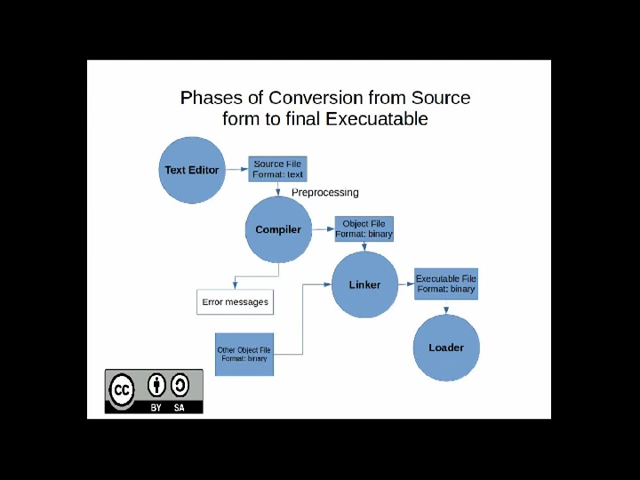 Phases of Conversion from Source
form to final Execuatable
Text Editor
Source File
Format: text
Preprocessing
Compiler
Object File
Format: binary
Linker
Executable File
Format: binary
Error messages
Other Object File
Format: binary
Loader
cc
BY SA